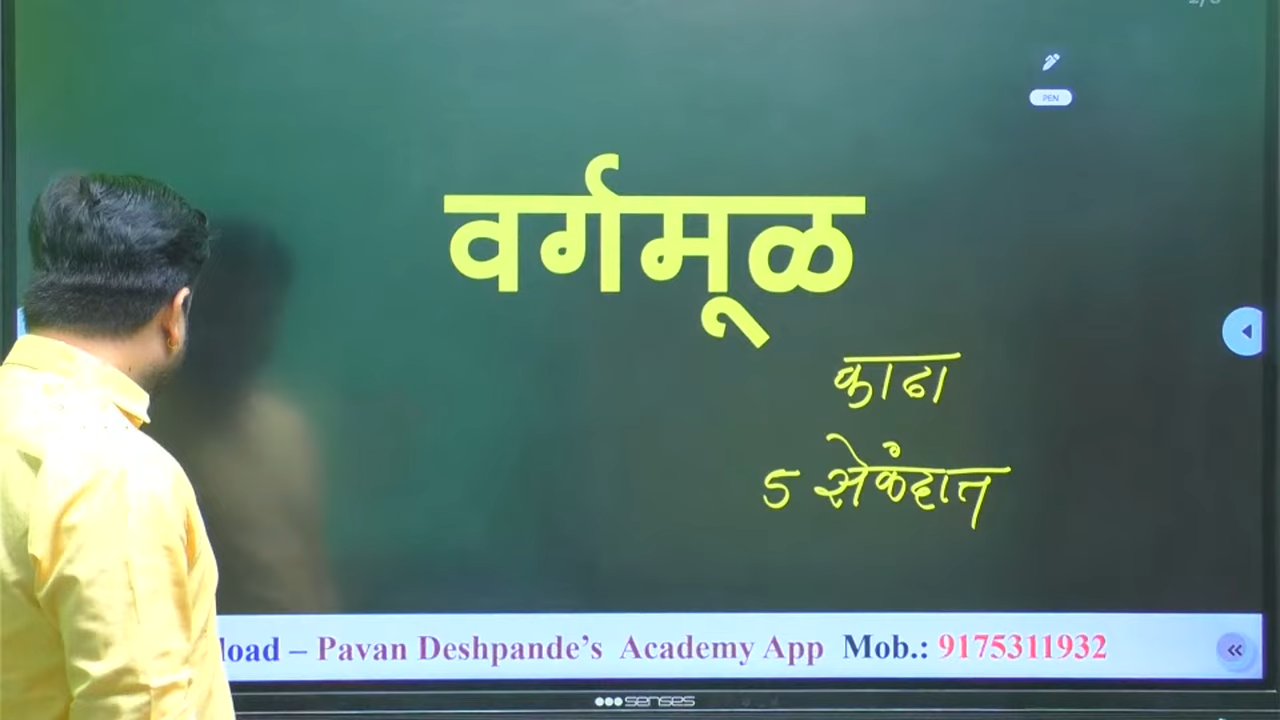 PEN
वर्गमूळ
काढा
5 सेकंदात
load – Pavan Deshpande’s Academy App Mob.: 9175311932
senses